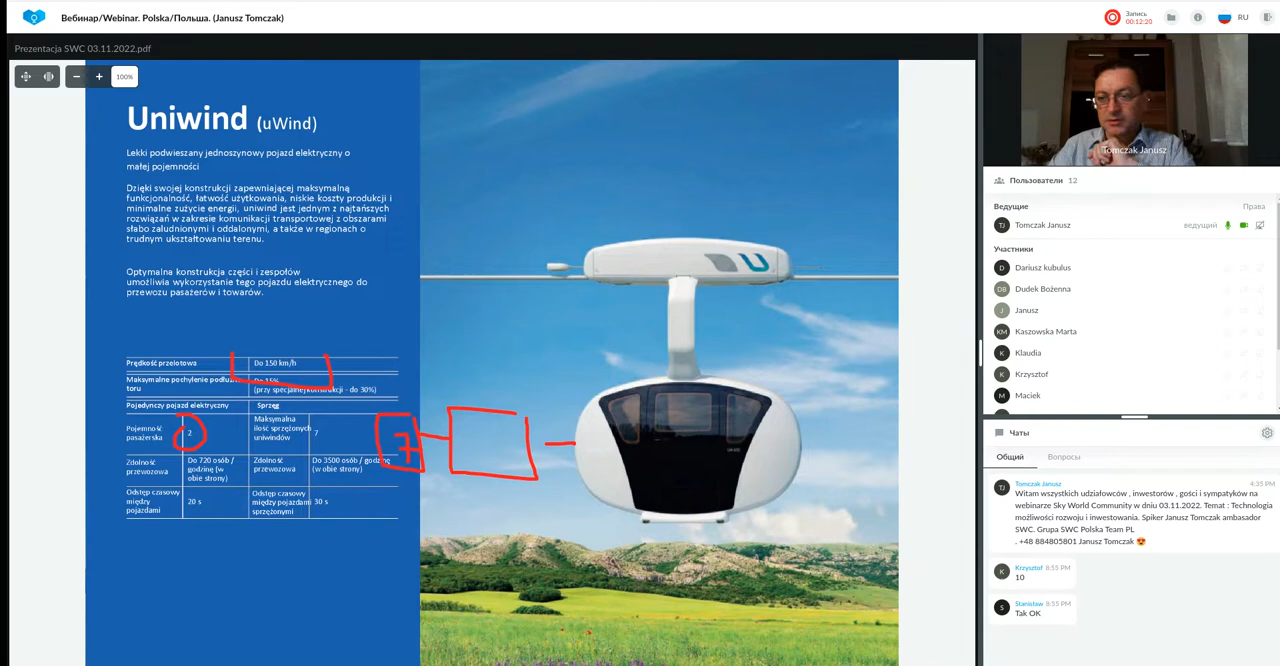 Вебинар/Webinar. Polska/Польша. (Janusz Tomczak)
Запись
00:12:20
RU
Prezentacja SWC 03.11.2022.pdf
100%
Uniwind (uWind)
Lekki podwieszany jednoszynowy pojazd elektryczny o
małej pojemności
Dzięki swojej konstrukcji zapewniającej maksymalną
funkcjonalność, łatwość użytkowania, niskie koszty produkcji i
minimalne zużycie energii, uniwind jest jednym z najtańszych
rozwiązań w zakresie komunikacji transportowej z obszarami
słabo zaludnionymi i oddalonymi, a także w regionach o
trudnym ukształtowaniu terenu.
Optymalna konstrukcja części i zespołów
umożliwia wykorzystanie tego pojazdu elektrycznego do
przewozu pasażerów i towarów.
Prędkość przelotowa
Do 150 km/h
Maksymalne pochylenie podłużne
toru
Do 15%
(przy specjalnej konstrukcji - do 30%)
Pojedynczy pojazd elektryczny
Sprzęg
Pojemność
pasażerska
2
Maksymalna
ilość sprzężonych
uniwindów
7
7
Zdolność
przewozowa
Do 720 osób /
godzinę (w
obie strony)
Zdolność
przewozowa
Do 3500 osób / godzinę
(w obie strony)
Odstęp czasowy
między
pojazdami
20 s
Odstęp czasowy
między pojazdami
sprzężonymi
30 s
Tomczak Janusz
Пользователи 12
Ведущие
Права
TJ
Tomczak Janusz
ведущий
Участники
D
Dariusz kubulus
DB
Dudek Bożenna
J
Janusz
KM
Kaszowska Marta
K
Klaudia
K
Krzysztof
M
Maciek
Чаты
Общий
Вопросы
TJ
Tomczak Janusz
4:35 PM
Witam wszystkich udziałowców , inwestorów , gości i sympatyków na
webinarze Sky World Community w dniu 03.11.2022. Temat : Technologia
możliwości rozwoju i inwestowania. Spiker Janusz Tomczak ambasador
SWC. Grupa SWC Polska Team PL
. +48 884805801 Janusz Tomczak 😍
K
Krzysztof 8:55 PM
10
S
Stanisław 8:55 PM
Tak OK